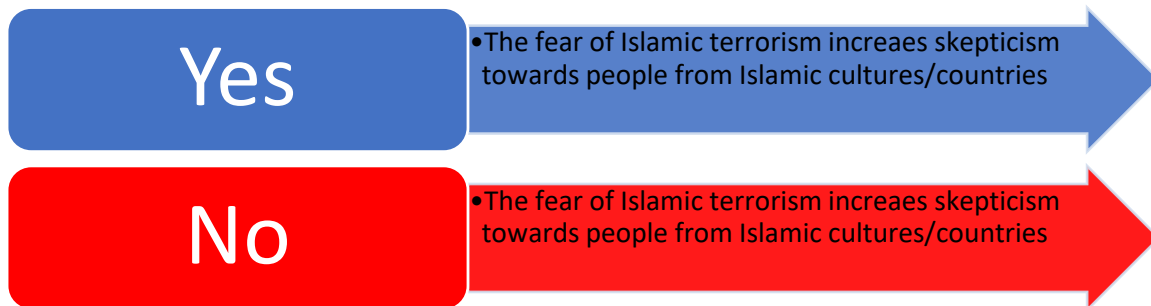 Yes
•The fear of Islamic terrorism increaes skepticism
towards people from Islamic cultures/countries
No
•The fear of Islamic terrorism increaes skepticism
towards people from Islamic cultures/countries